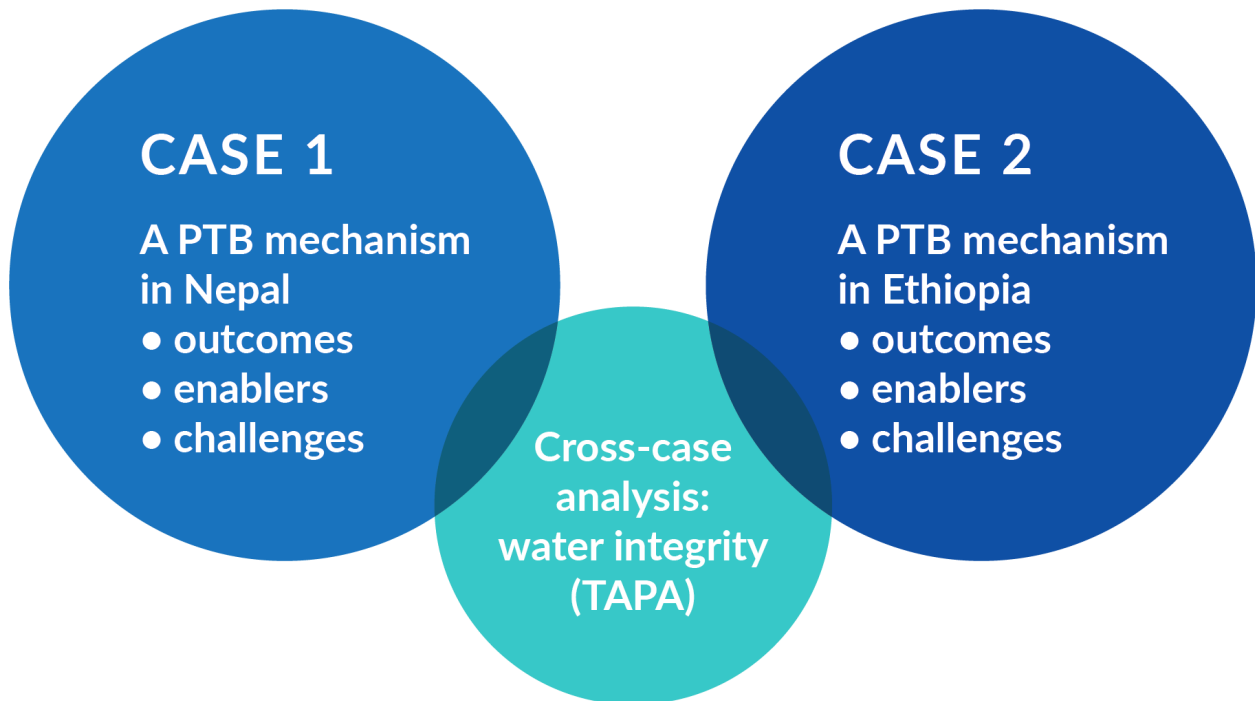 CASE 1
A PTB mechanism
in Nepal
● outcomes
● enablers
● challenges
CASE 2
A PTB mechanism
in Ethiopia
● outcomes
● enablers
● challenges
Cross-case
analysis:
water integrity
(TAPA)